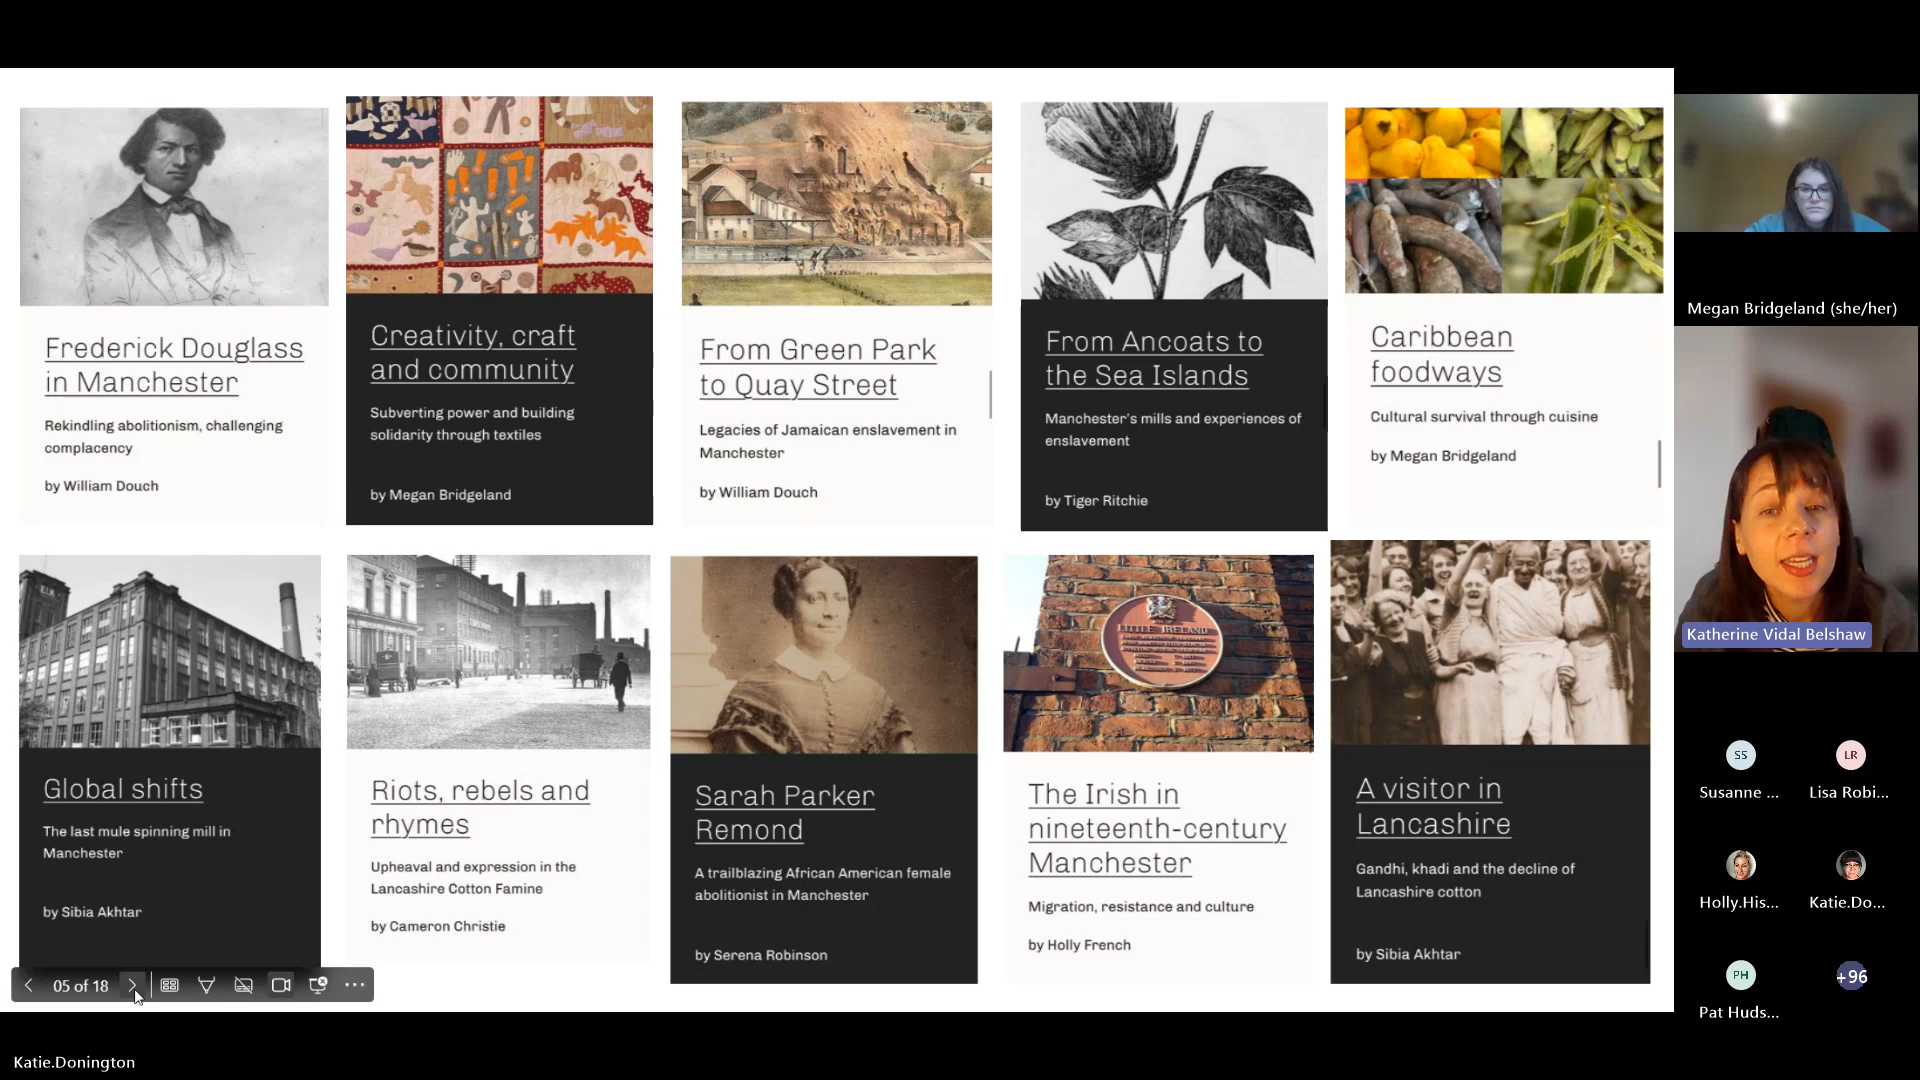 Frederick Douglass
in Manchester
Rekindling abolitionism, challenging
complacency
by William Douch
Creativity, craft
and community
Subverting power and building
solidarity through textiles
by Megan Bridgeland
From Green Park
to Quay Street
Legacies of Jamaican enslavement in
Manchester
by William Douch
From Ancoats to
the Sea Islands
Manchester's mills and experiences of
enslavement
by Tiger Ritchie
Caribbean
foodways
Cultural survival through cuisine
by Megan Bridgeland
Global shifts
The last mule spinning mill in
Manchester
by Sibia Akhtar
Riots, rebels and
rhymes
Upheaval and expression in the
Lancashire Cotton Famine
by Cameron Christie
Sarah Parker
Remond
A trailblazing African American female
abolitionist in Manchester
by Serena Robinson
LITTLE IRELAND
The Irish in
nineteenth-century
Manchester
Migration, resistance and culture
by Holly French
A visitor in
Lancashire
Gandhi, khadi and the decline of
Lancashire cotton
by Sibia Akhtar
05 of 18
Katie.Donington
Megan Bridgeland (she/her)
Katherine Vidal Belshaw
SS
Susanne ...
LR
Lisa Robi...
Holly.His...
Katie.Do...
PH
Pat Huds...
+96